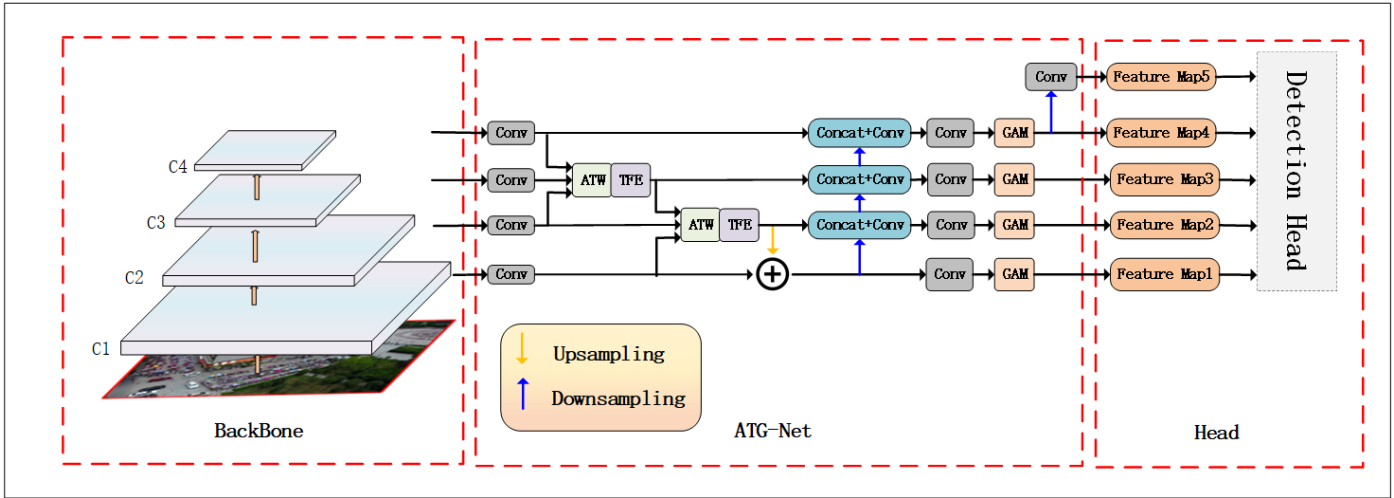 C4
C3
C2
C1
BackBone
Conv
Conv
Conv
Conv
ATW TFE
ATW TFE
Concat+Conv Conv GAM
Concat+Conv Conv GAM
Concat+Conv Conv GAM
Conv GAM
Conv
Upsampling
Downsampling
ATG-Net
Feature Map5
Feature Map4
Feature Map3
Feature Map2
Feature Map1
Detection Head
Head